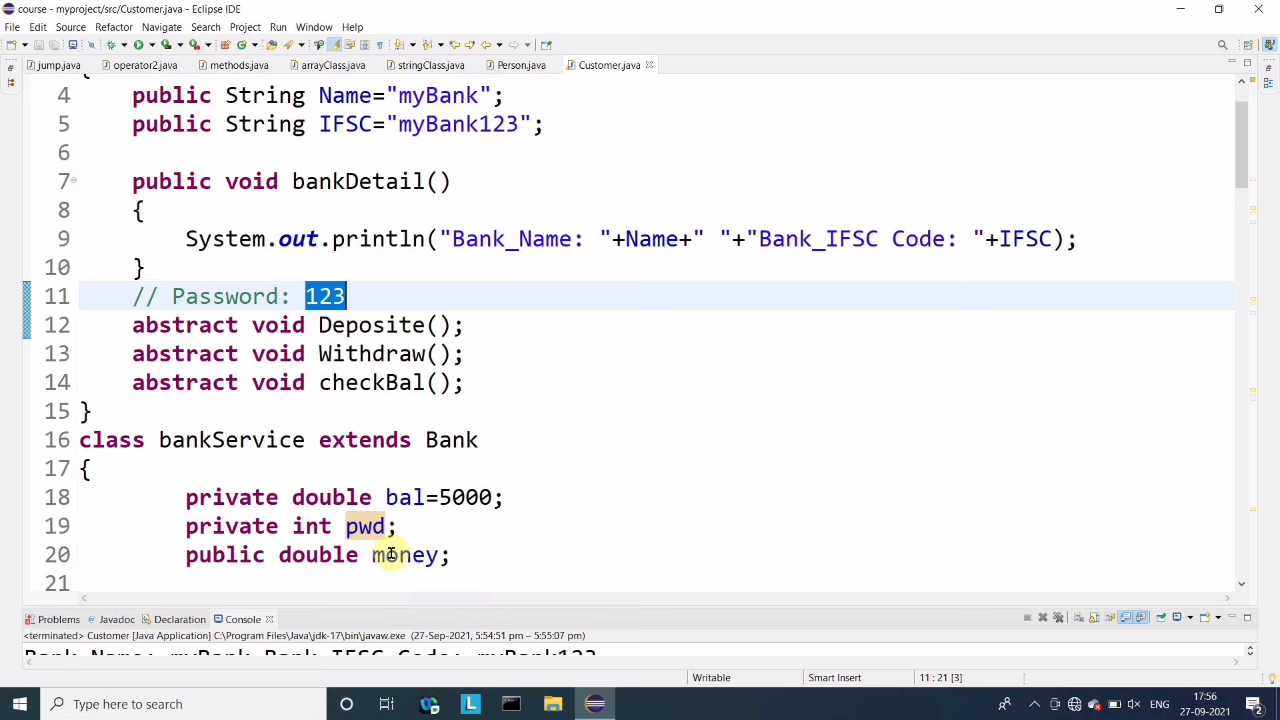 course - myproject/src/Customer.java - Eclipse IDE
File Edit Source Refactor Navigate Search Project Run Window Help
jump.java operator2.java methods.java arrayClass.java stringClass.java Person.java Customer.java
{
4 public String Name="myBank";
5 public String IFSC="myBank123";
6
7 public void bankDetail()
8 {
9 System.out.println("Bank_Name: "+Name+" "+"Bank_IFSC Code: "+IFSC);
10 }
11 // Password: 123
12 abstract void Deposite();
13 abstract void Withdraw();
14 abstract void checkBal();
15 }
16 class bankService extends Bank
17 {
18 private double bal=5000;
19 private int pwd;
20 public double money;
21
Problems Javadoc Declaration Console
<terminated> Customer [Java Application] C:\Program Files\Java\jdk-17\bin\javaw.exe (27-Sep-2021, 5:54:51 pm – 5:55:07 pm)
Bank_Name: myBank Bank_IFSC Code: myBank123
Writable Smart Insert 11 : 21 [3]
Type here to search
L
ENG
17:56
27-09-2021
2